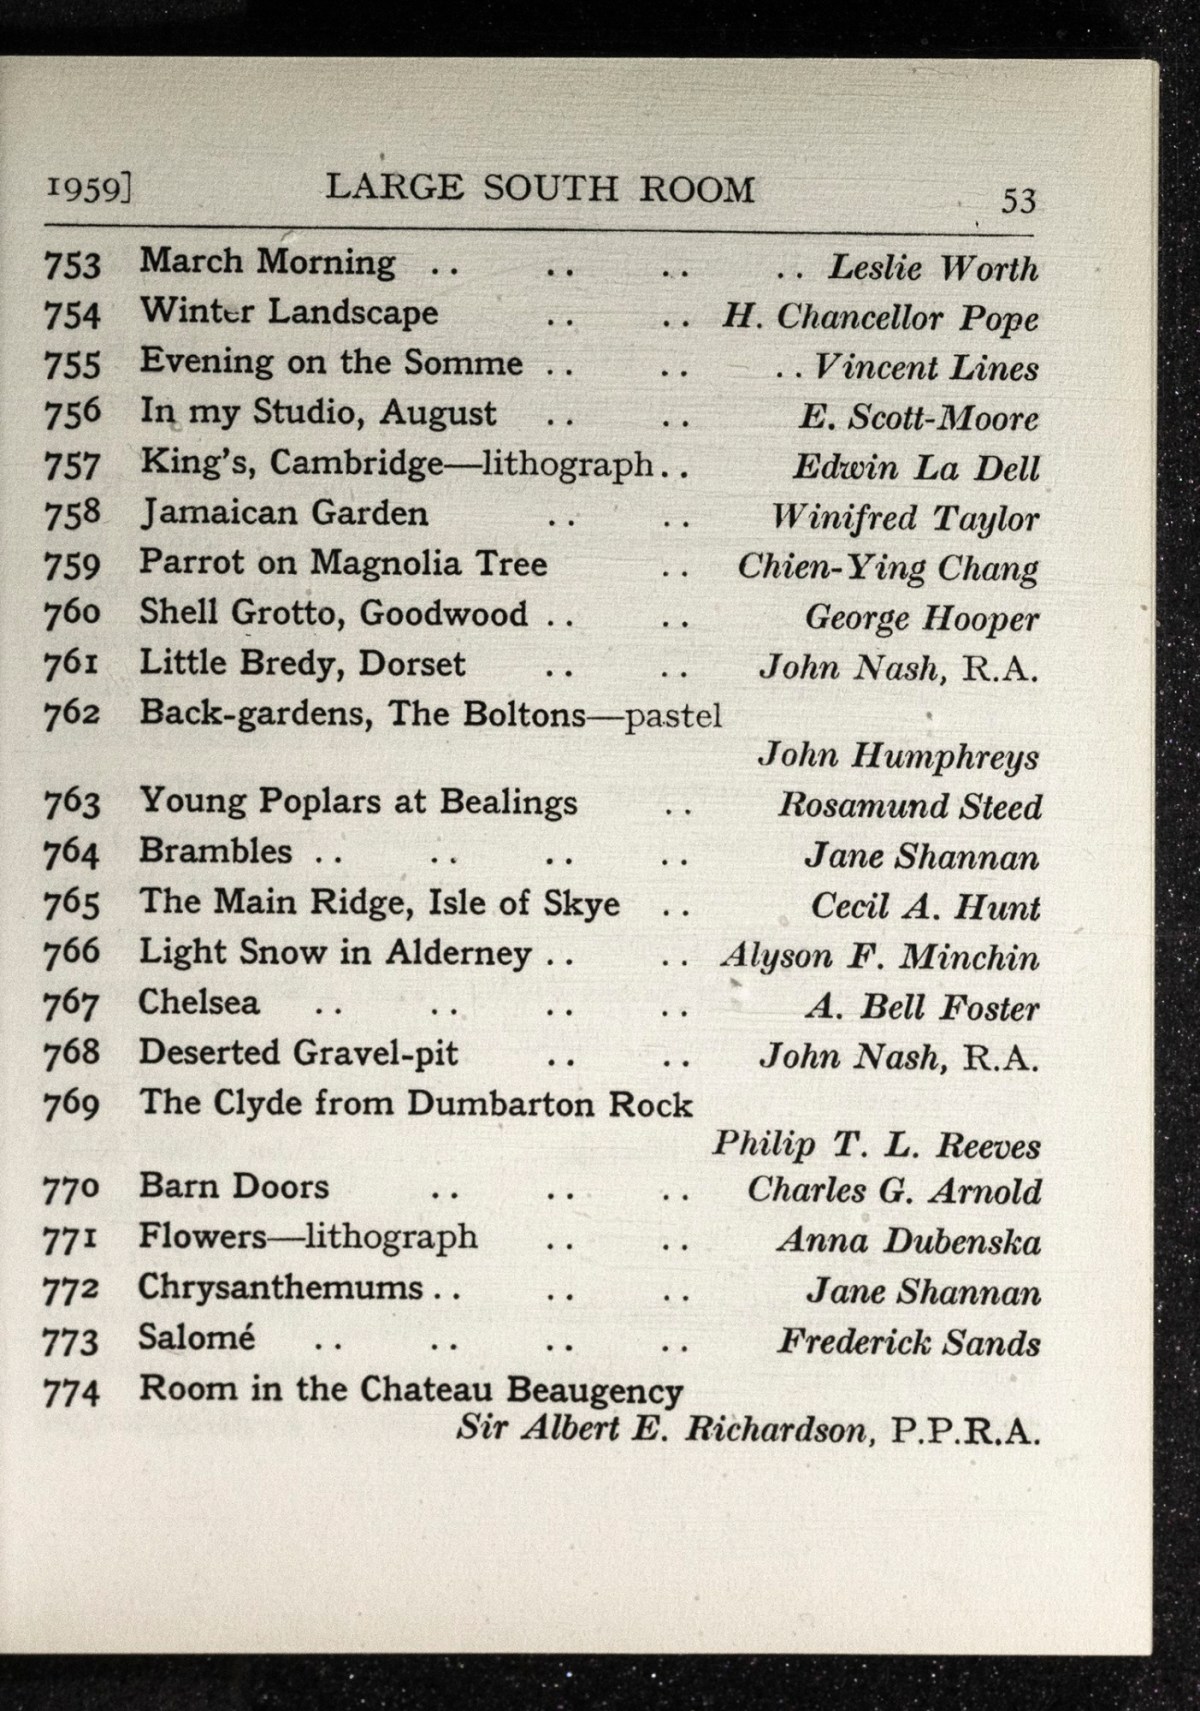 1959] LARGE SOUTH ROOM 53
753 March Morning .. .. .. .. Leslie Worth
754 Winter Landscape .. .. H. Chancellor Pope
755 Evening on the Somme .. .. .. Vincent Lines
756 In my Studio, August .. .. E. Scott-Moore
757 King's, Cambridge—lithograph .. Edwin La Dell
758 Jamaican Garden .. .. Winifred Taylor
759 Parrot on Magnolia Tree .. Chien-Ying Chang
760 Shell Grotto, Goodwood .. .. George Hooper
761 Little Bredy, Dorset .. .. John Nash, R.A.
762 Back-gardens, The Boltons—pastel
John Humphreys
763 Young Poplars at Bealings .. Rosamund Steed
764 Brambles .. .. .. .. Jane Shannan
765 The Main Ridge, Isle of Skye .. Cecil A. Hunt
766 Light Snow in Alderney .. .. Alyson F. Minchin
767 Chelsea .. .. .. .. A. Bell Foster
768 Deserted Gravel-pit .. .. John Nash, R.A.
769 The Clyde from Dumbarton Rock
Philip T. L. Reeves
770 Barn Doors .. .. .. Charles G. Arnold
771 Flowers—lithograph .. .. Anna Dubenska
772 Chrysanthemums .. .. .. Jane Shannan
773 Salomé .. .. .. .. Frederick Sands
774 Room in the Chateau Beaugency
Sir Albert E. Richardson, P.P.R.A.